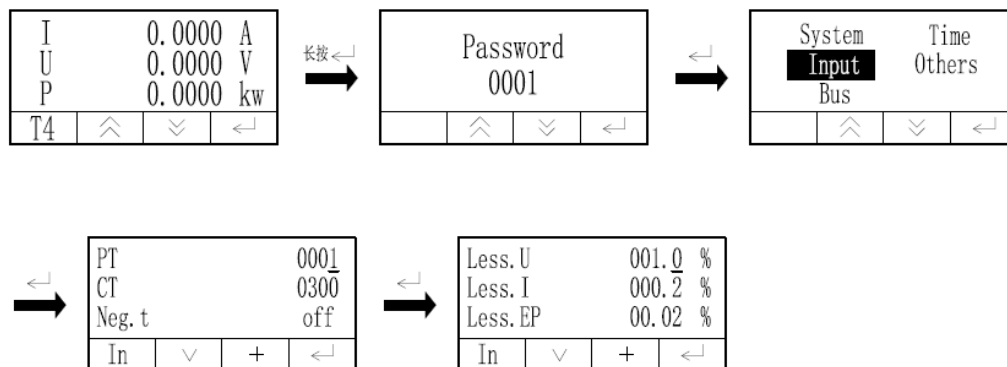 I 0.0000 A
U 0.0000 V
P 0.0000 kw
T4
长按
Password
0001
System Time
Input Others
Bus
PT 0001
CT 0300
Neg.t off
In ∨ +
Less.U 001.0 %
Less.I 000.2 %
Less.EP 00.02 %
In ∨ +